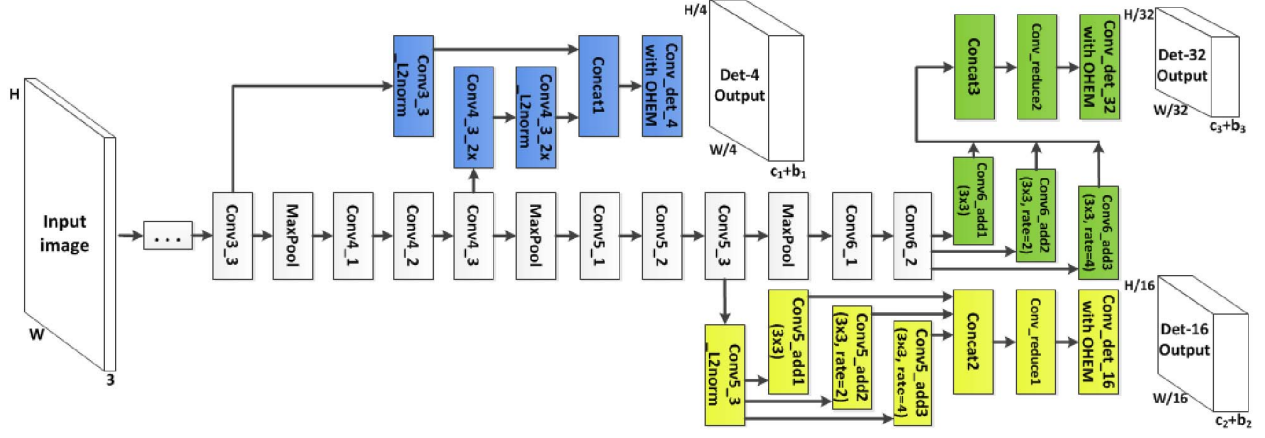 H
Input
image
W
3
...
Conv3_3
MaxPool
Conv4_1
Conv4_2
Conv4_3
MaxPool
Conv5_1
Conv5_2
Conv5_3
MaxPool
Conv6_1
Conv6_2
Conv3_3
_L2norm
Conv4_3_2x
Conv4_3_2x
_L2norm
Concat1
Conv_det_4
with OHEM
H/4
Det-4
Output
W/4
c₁+b₁
Conv6_add1
(3x3)
Conv6_add2
(3x3, rate=2)
Conv6_add3
(3x3, rate=4)
Concat3
Conv_reduce2
Conv_det_32
with OHEM
H/32
Det-32
Output
W/32
c₃+b₃
Conv5_3
_L2norm
Conv5_add1
(3x3)
Conv5_add2
(3x3, rate=2)
Conv5_add3
(3x3, rate=4)
Concat2
Conv_reduce1
Conv_det_16
with OHEM
H/16
Det-16
Output
W/16
c₂+b₂